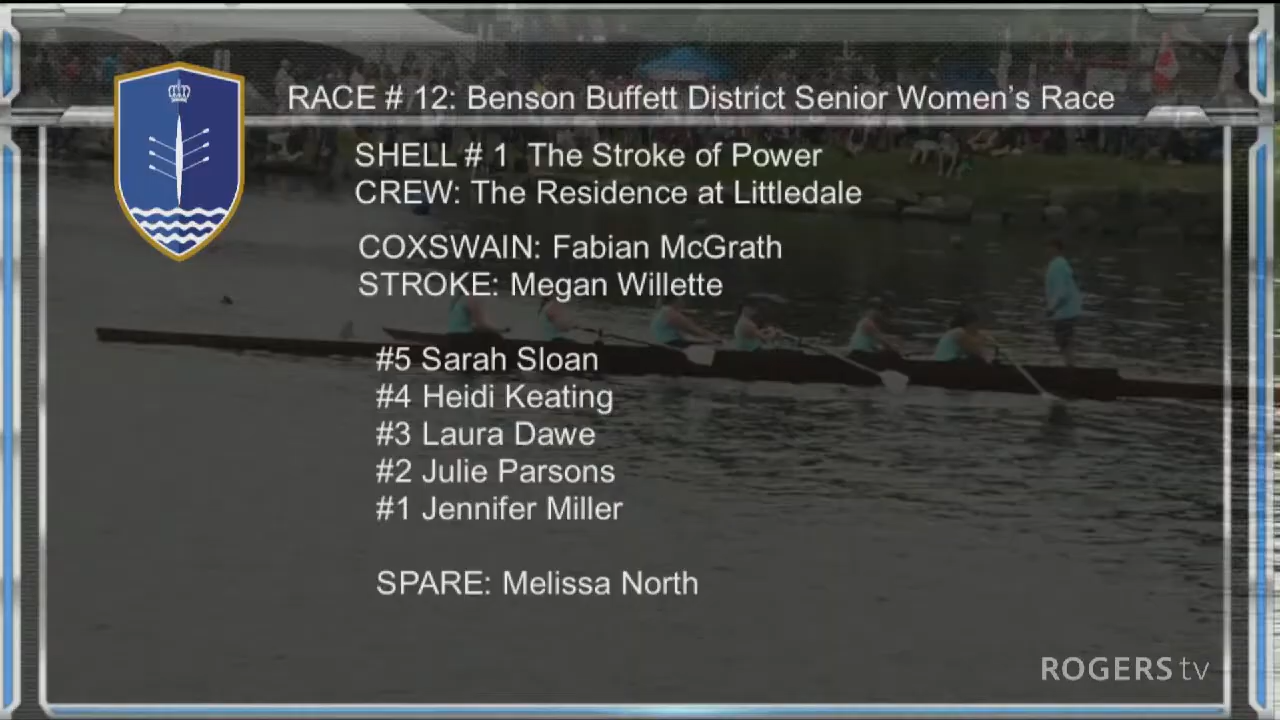 RACE # 12: Benson Buffett District Senior Women's Race
SHELL # 1 The Stroke of Power
CREW: The Residence at Littledale
COXSWAIN: Fabian McGrath
STROKE: Megan Willette
#5 Sarah Sloan
#4 Heidi Keating
#3 Laura Dawe
#2 Julie Parsons
#1 Jennifer Miller
SPARE: Melissa North
ROGERS tv